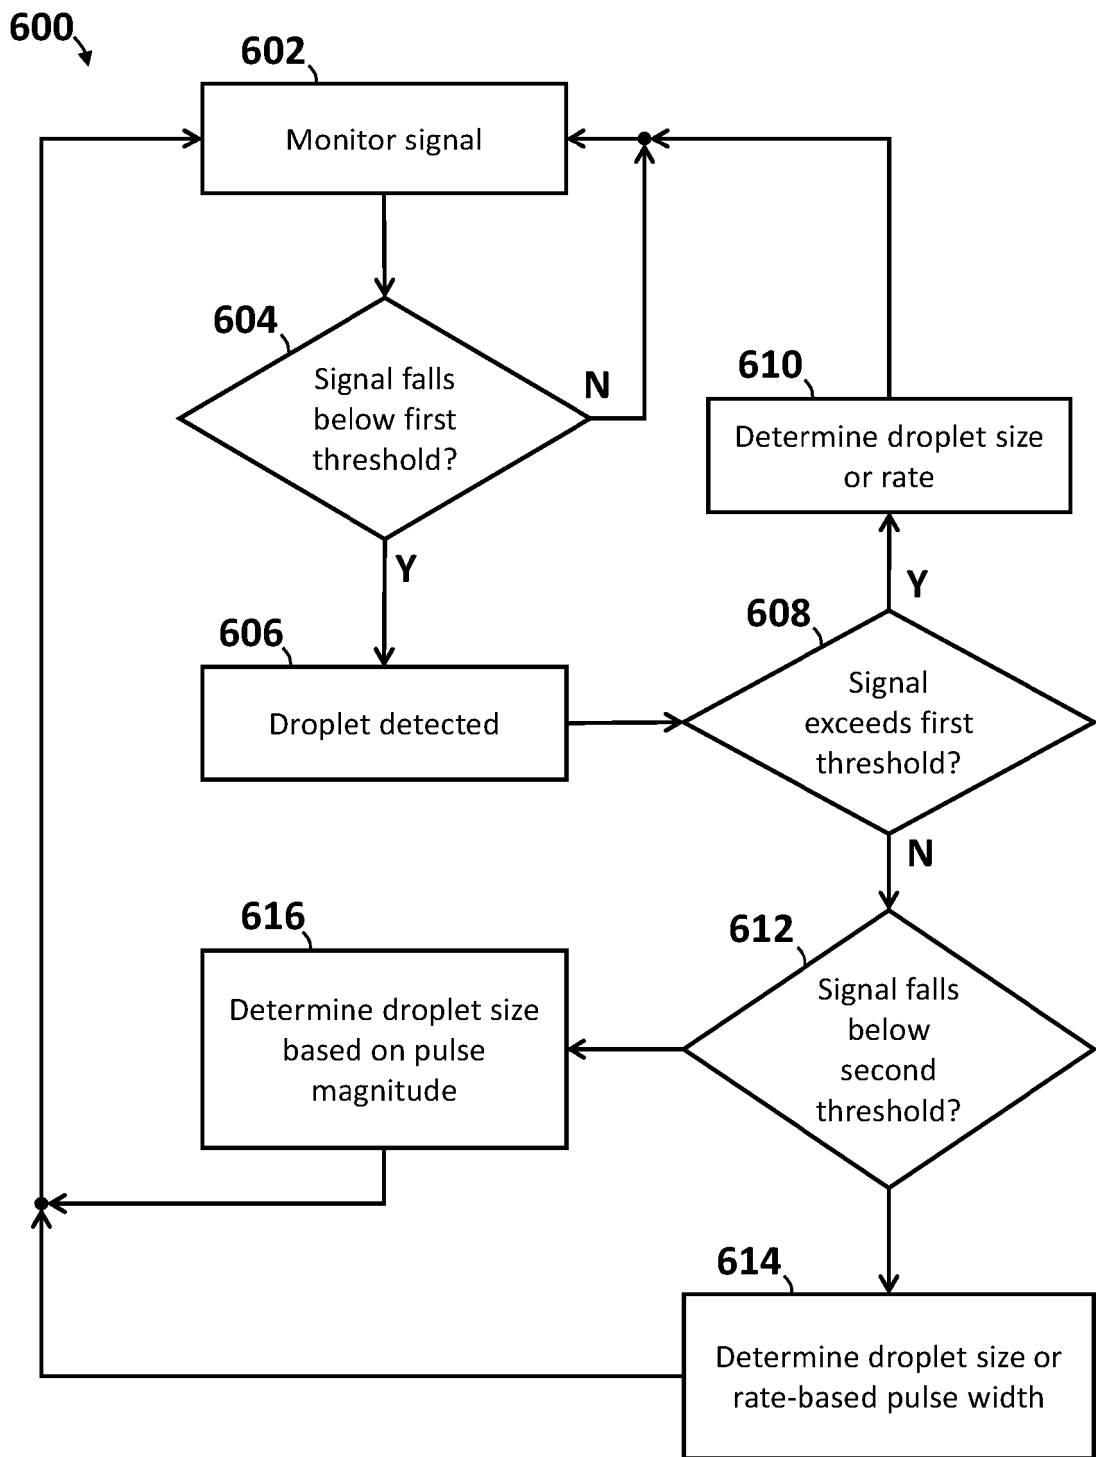 600
602
Monitor signal
604
Signal falls
below first
threshold?
N
Y
606
Droplet detected
608
Signal
exceeds first
threshold?
Y
610
Determine droplet size
or rate
N
612
Signal falls
below
second
threshold?
616
Determine droplet size
based on pulse
magnitude
614
Determine droplet size or
rate-based pulse width